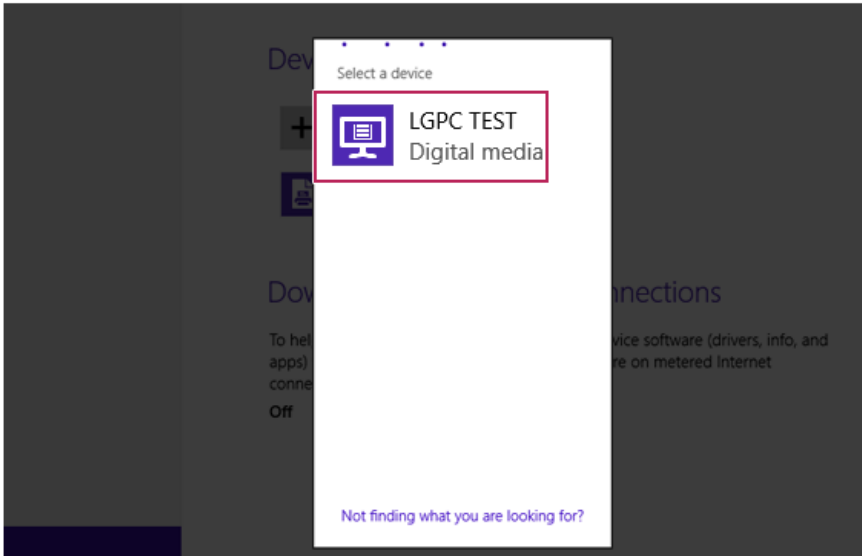 Dev
Select a device
LGPC TEST
Digital media
Dow
nnections
To hel
vice software (drivers, info, and
apps)
re on metered Internet
conne
Off
Not finding what you are looking for?